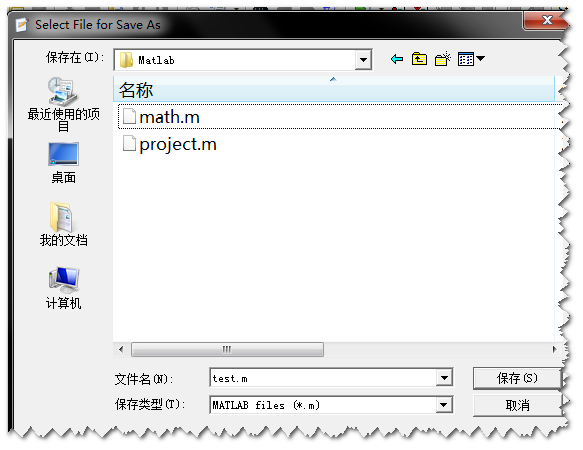 Select File for Save As
保存在(I):
Matlab
名称
math.m
project.m
最近使用的项
目
桌面
我的文档
计算机
文件名(N):
test.m
保存(S)
保存类型(T):
MATLAB files (*.m)
取消